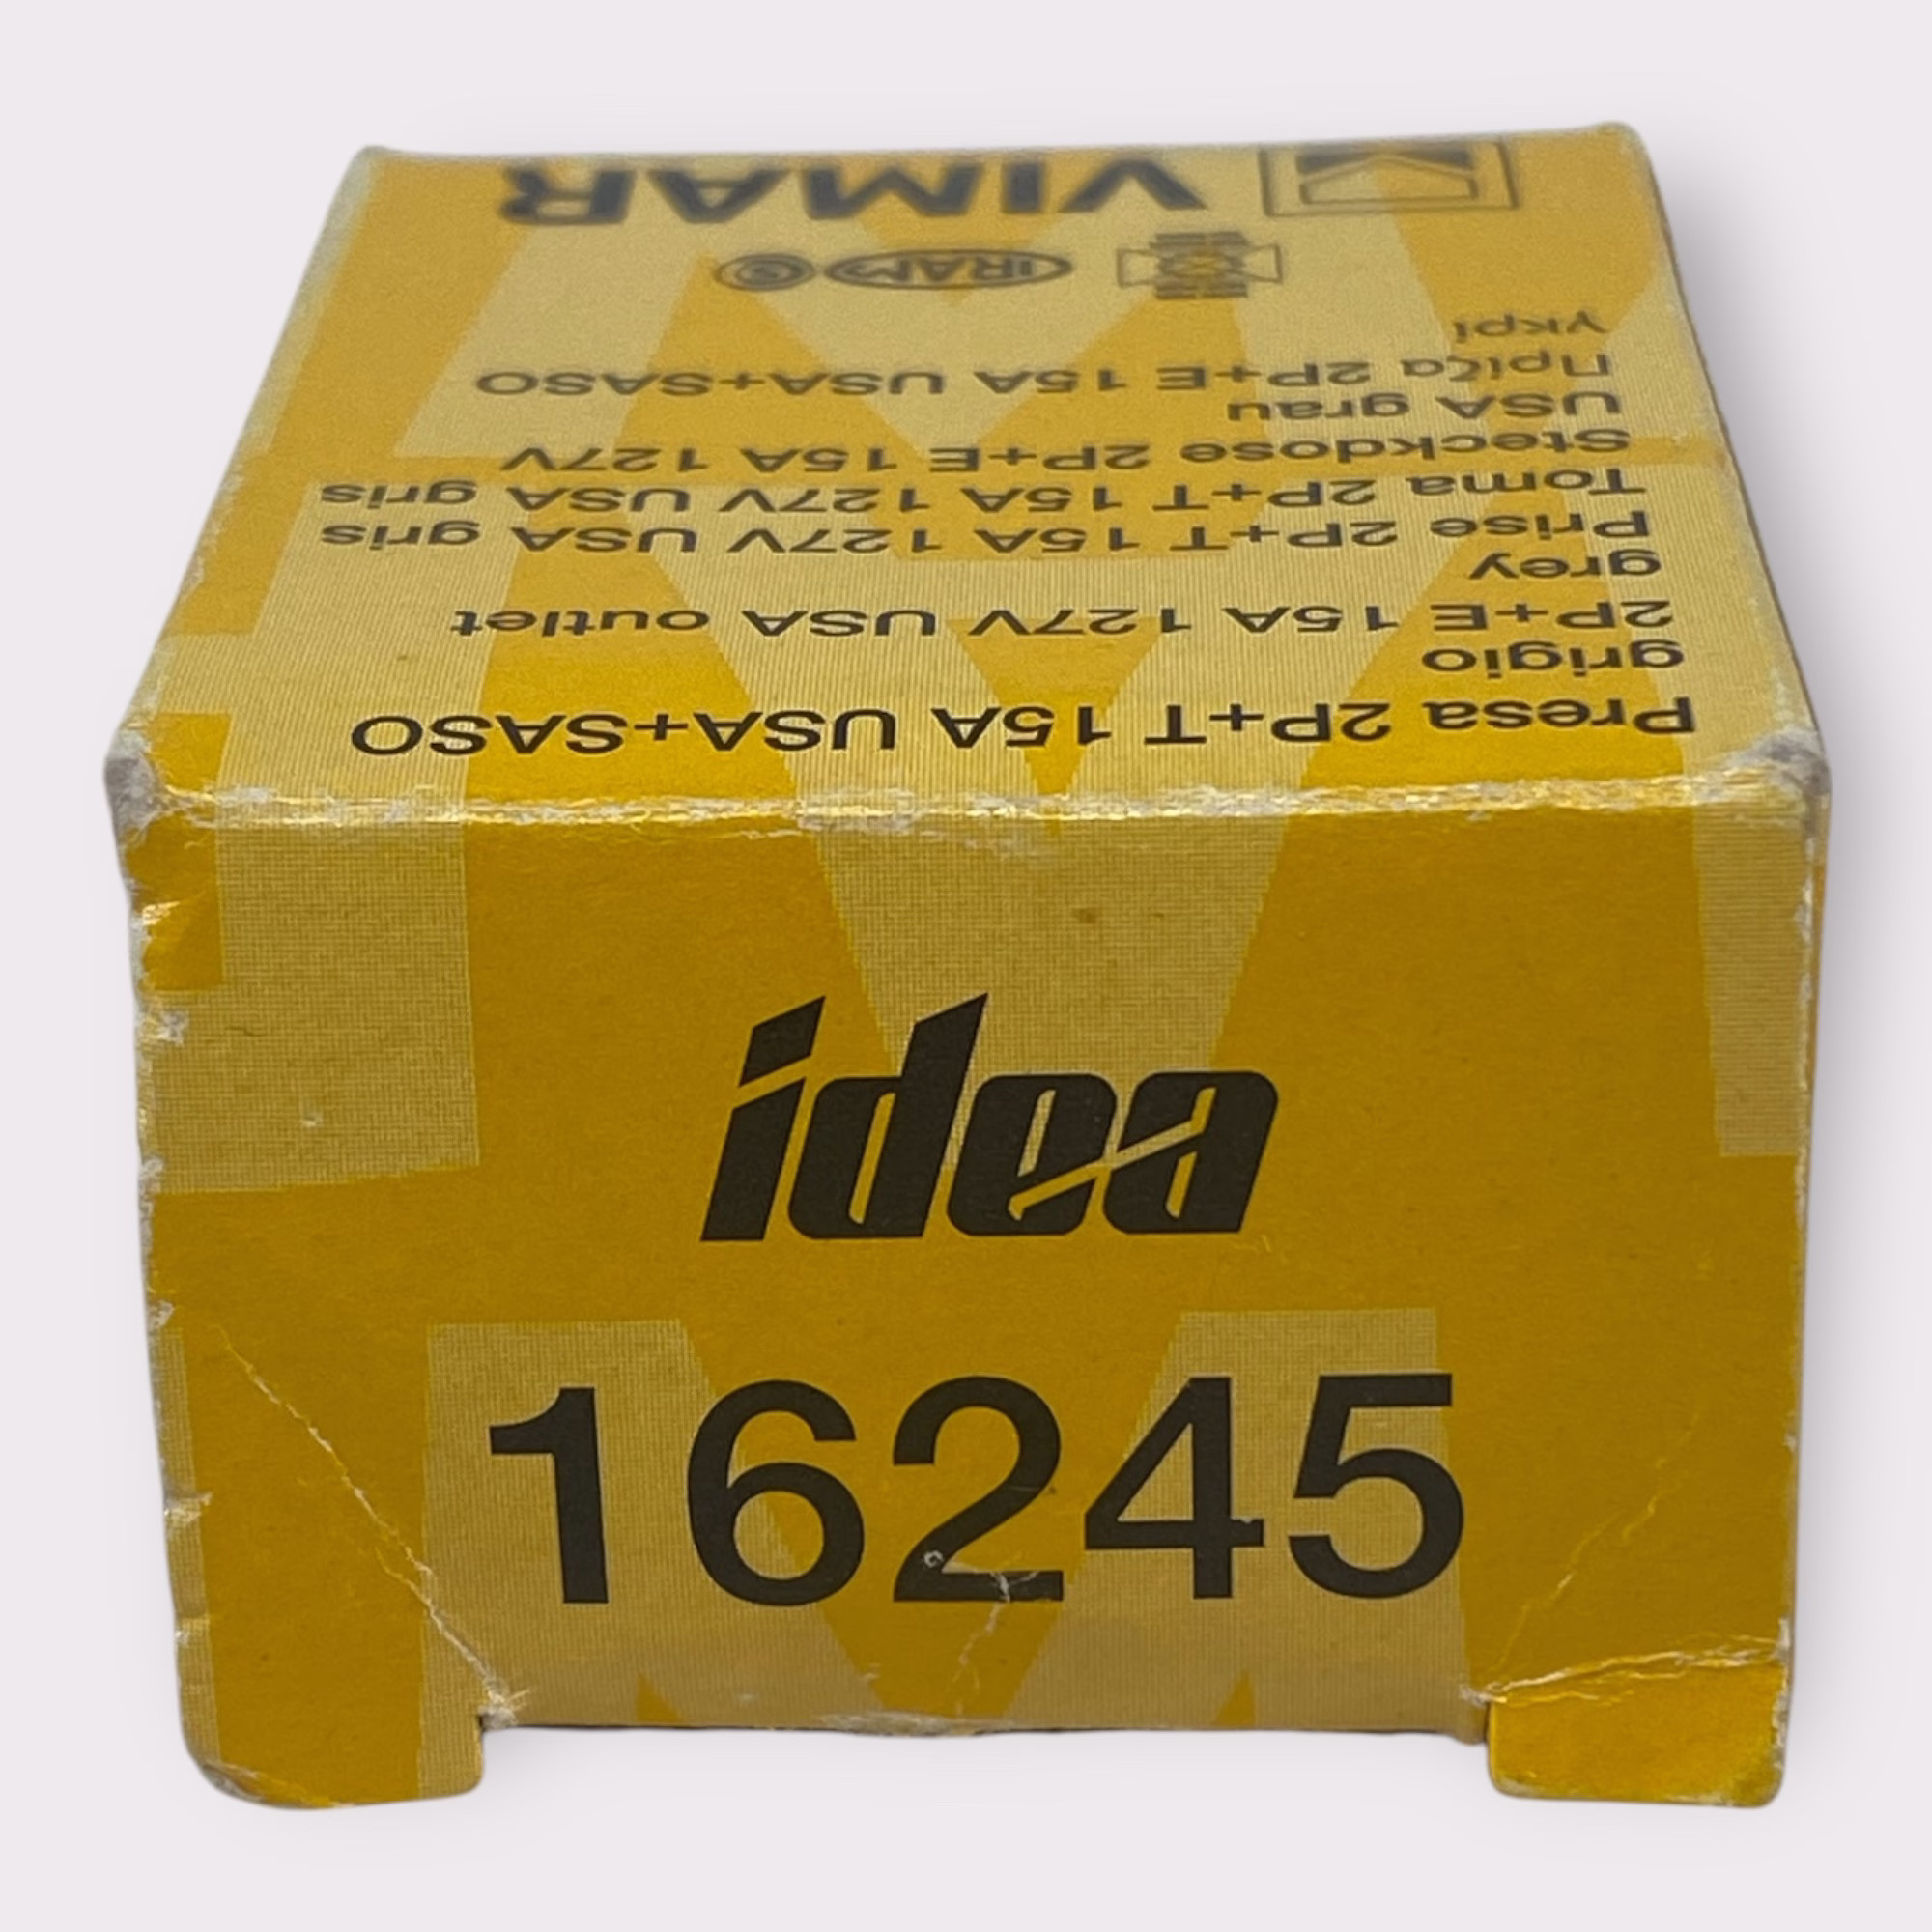 idea
16245
Presa 2P+T 15A USA+SASO
grigio
2P+E 15A 127V USA outlet
grey
Prise 2P+T 15A 127V USA gris
Toma 2P+T 15A 127V USA gris
Steckdose 2P+E 15A 127V
USA grau
Πρίζα 2P+E 15A USA+SASO
γκρί
IRAM S
VIMAR